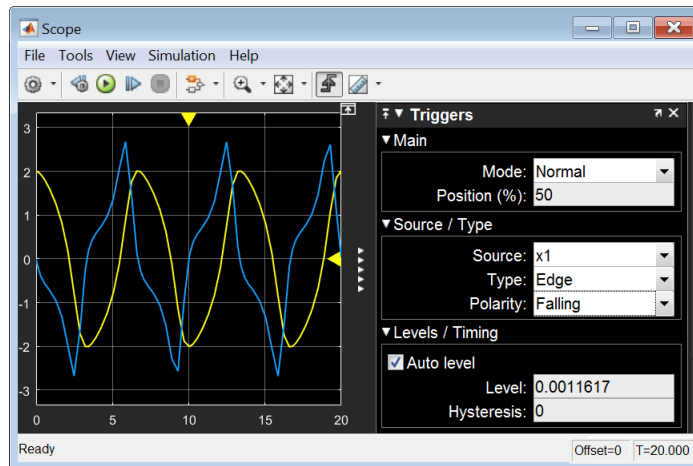 Scope
File Tools View Simulation Help
Triggers
Main
Mode: Normal
Position (%): 50
Source / Type
Source: x1
Type: Edge
Polarity: Falling
Levels / Timing
Auto level
Level: 0.0011617
Hysteresis: 0
3
2
1
0
-1
-2
-3
0 5 10 15 20
Ready Offset=0 T=20.000